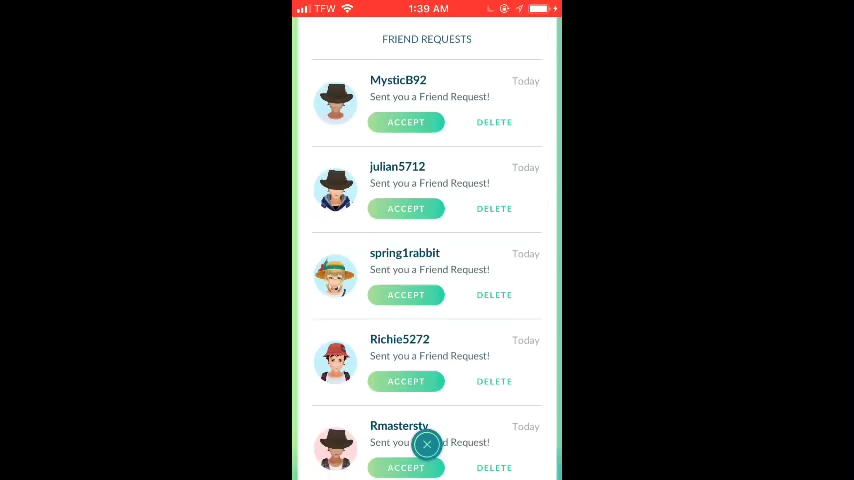 TFW 1:39 AM
FRIEND REQUESTS
MysticB92 Today
Sent you a Friend Request!
ACCEPT DELETE
julian5712 Today
Sent you a Friend Request!
ACCEPT DELETE
spring1rabbit Today
Sent you a Friend Request!
ACCEPT DELETE
Richie5272 Today
Sent you a Friend Request!
ACCEPT DELETE
Today
Sent you Friend Request!
ACCEPT DELETE